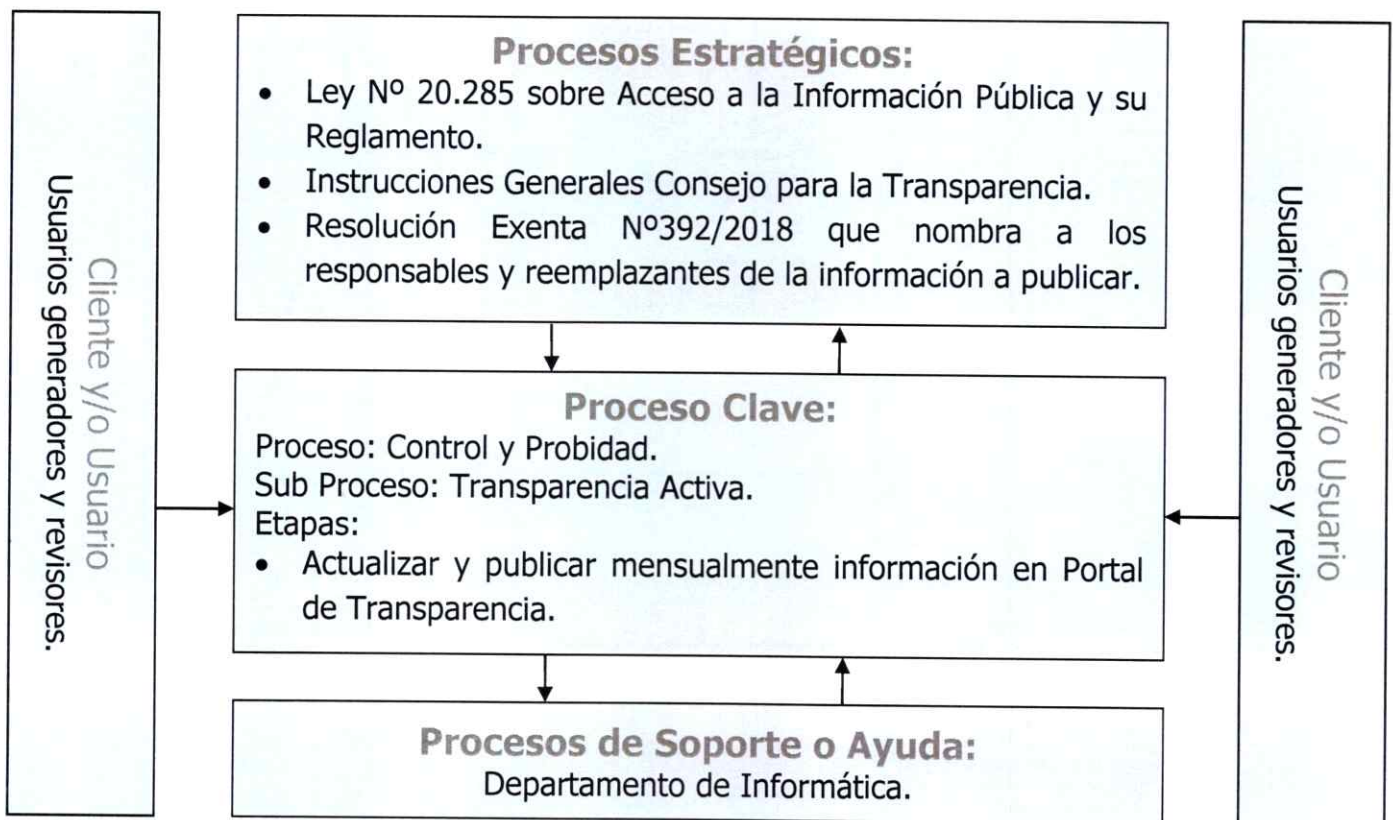 Cliente y/o Usuario
Usuarios generadores y revisores.
Procesos Estratégicos:
• Ley Nº 20.285 sobre Acceso a la Información Pública y su
Reglamento.
• Instrucciones Generales Consejo para la Transparencia.
• Resolución Exenta Nº392/2018 que nombra a los
responsables y reemplazantes de la información a publicar.
Proceso Clave:
Proceso: Control y Probidad.
Sub Proceso: Transparencia Activa.
Etapas:
• Actualizar y publicar mensualmente información en Portal
de Transparencia.
Procesos de Soporte o Ayuda:
Departamento de Informática.
Cliente y/o Usuario
Usuarios generadores y revisores.